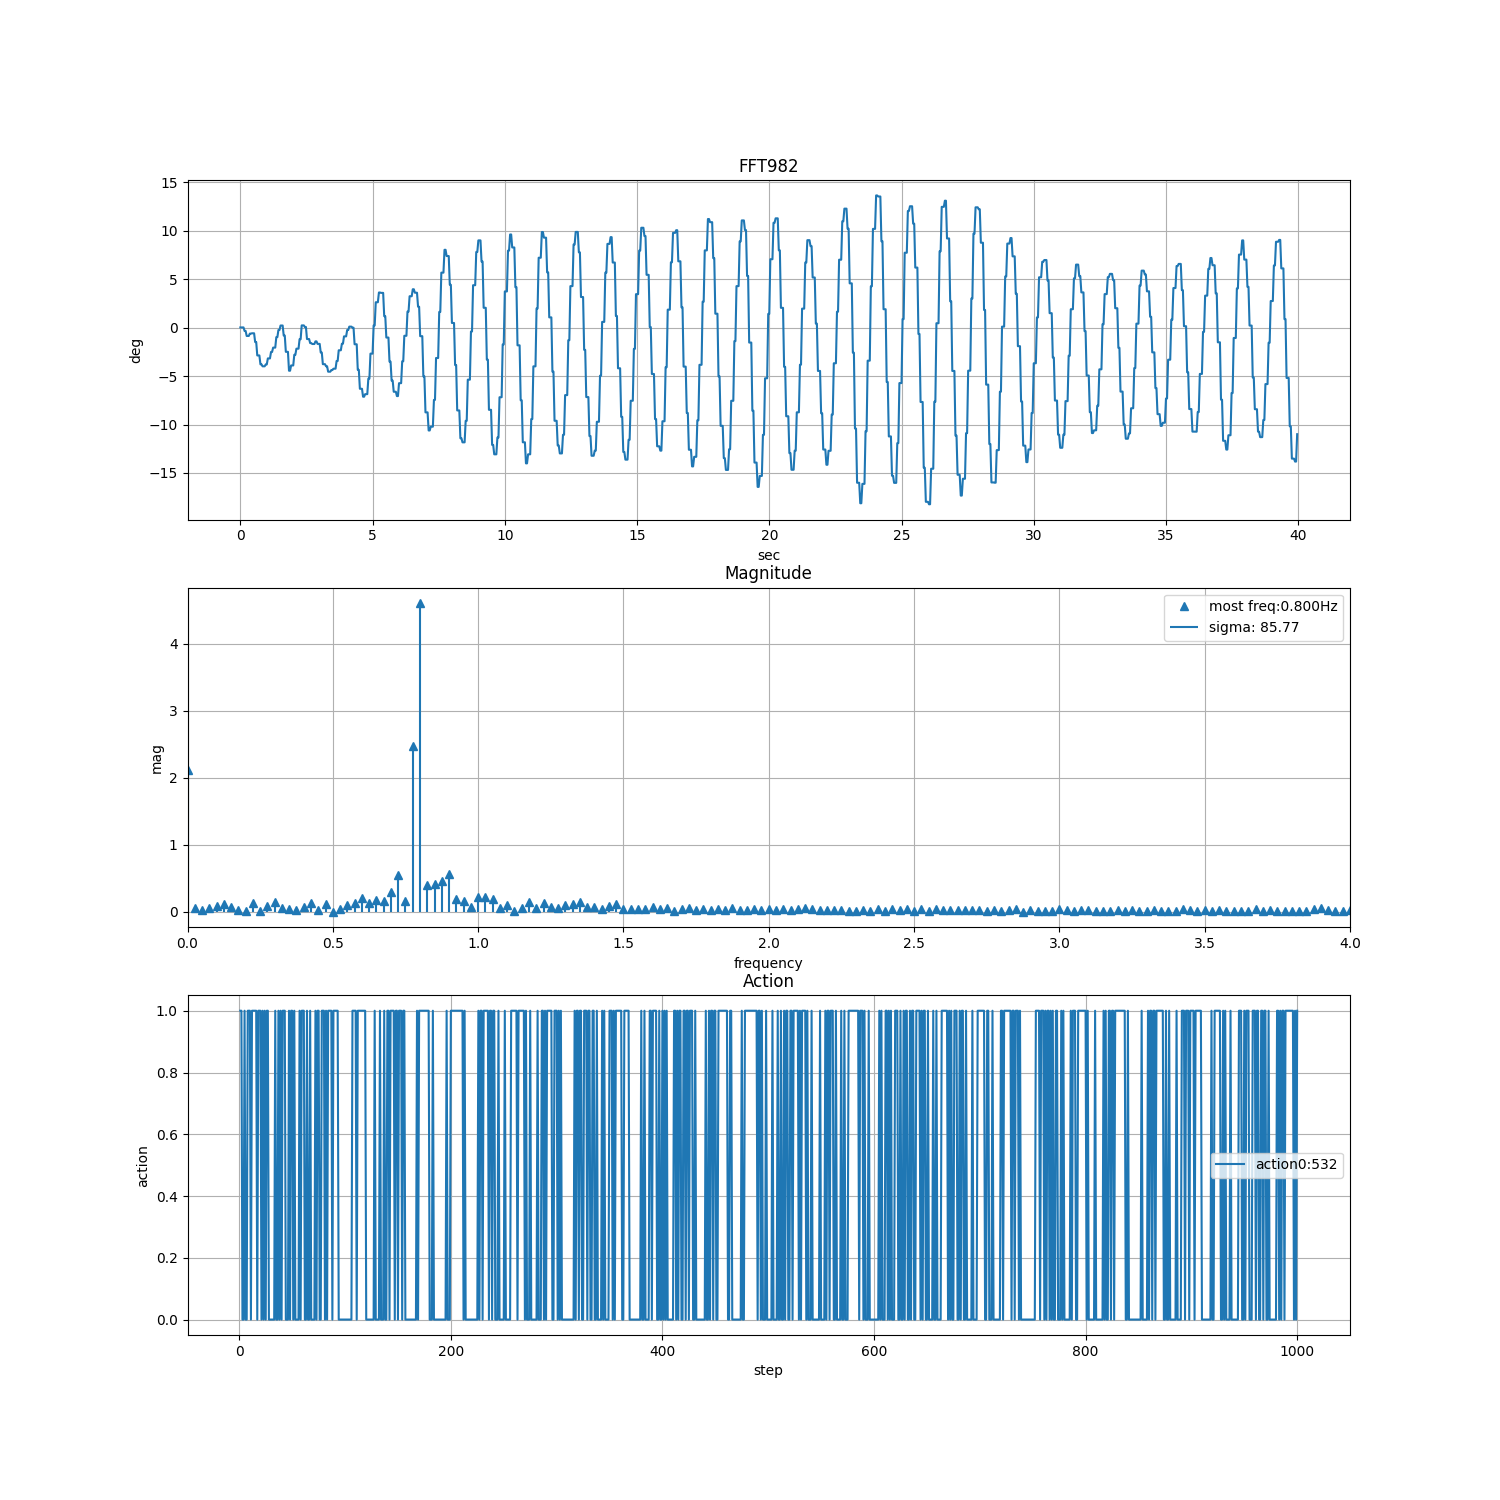 FFT982
15
10
5
0
−5
−10
−15
deg
0 5 10 15 20 25 30 35 40
sec
Magnitude
most freq:0.800Hz
sigma: 85.77
4
3
2
1
0
mag
0.0 0.5 1.0 1.5 2.0 2.5 3.0 3.5 4.0
frequency
Action
1.0
0.8
0.6
0.4
0.2
0.0
action
action0:532
0 200 400 600 800 1000
step